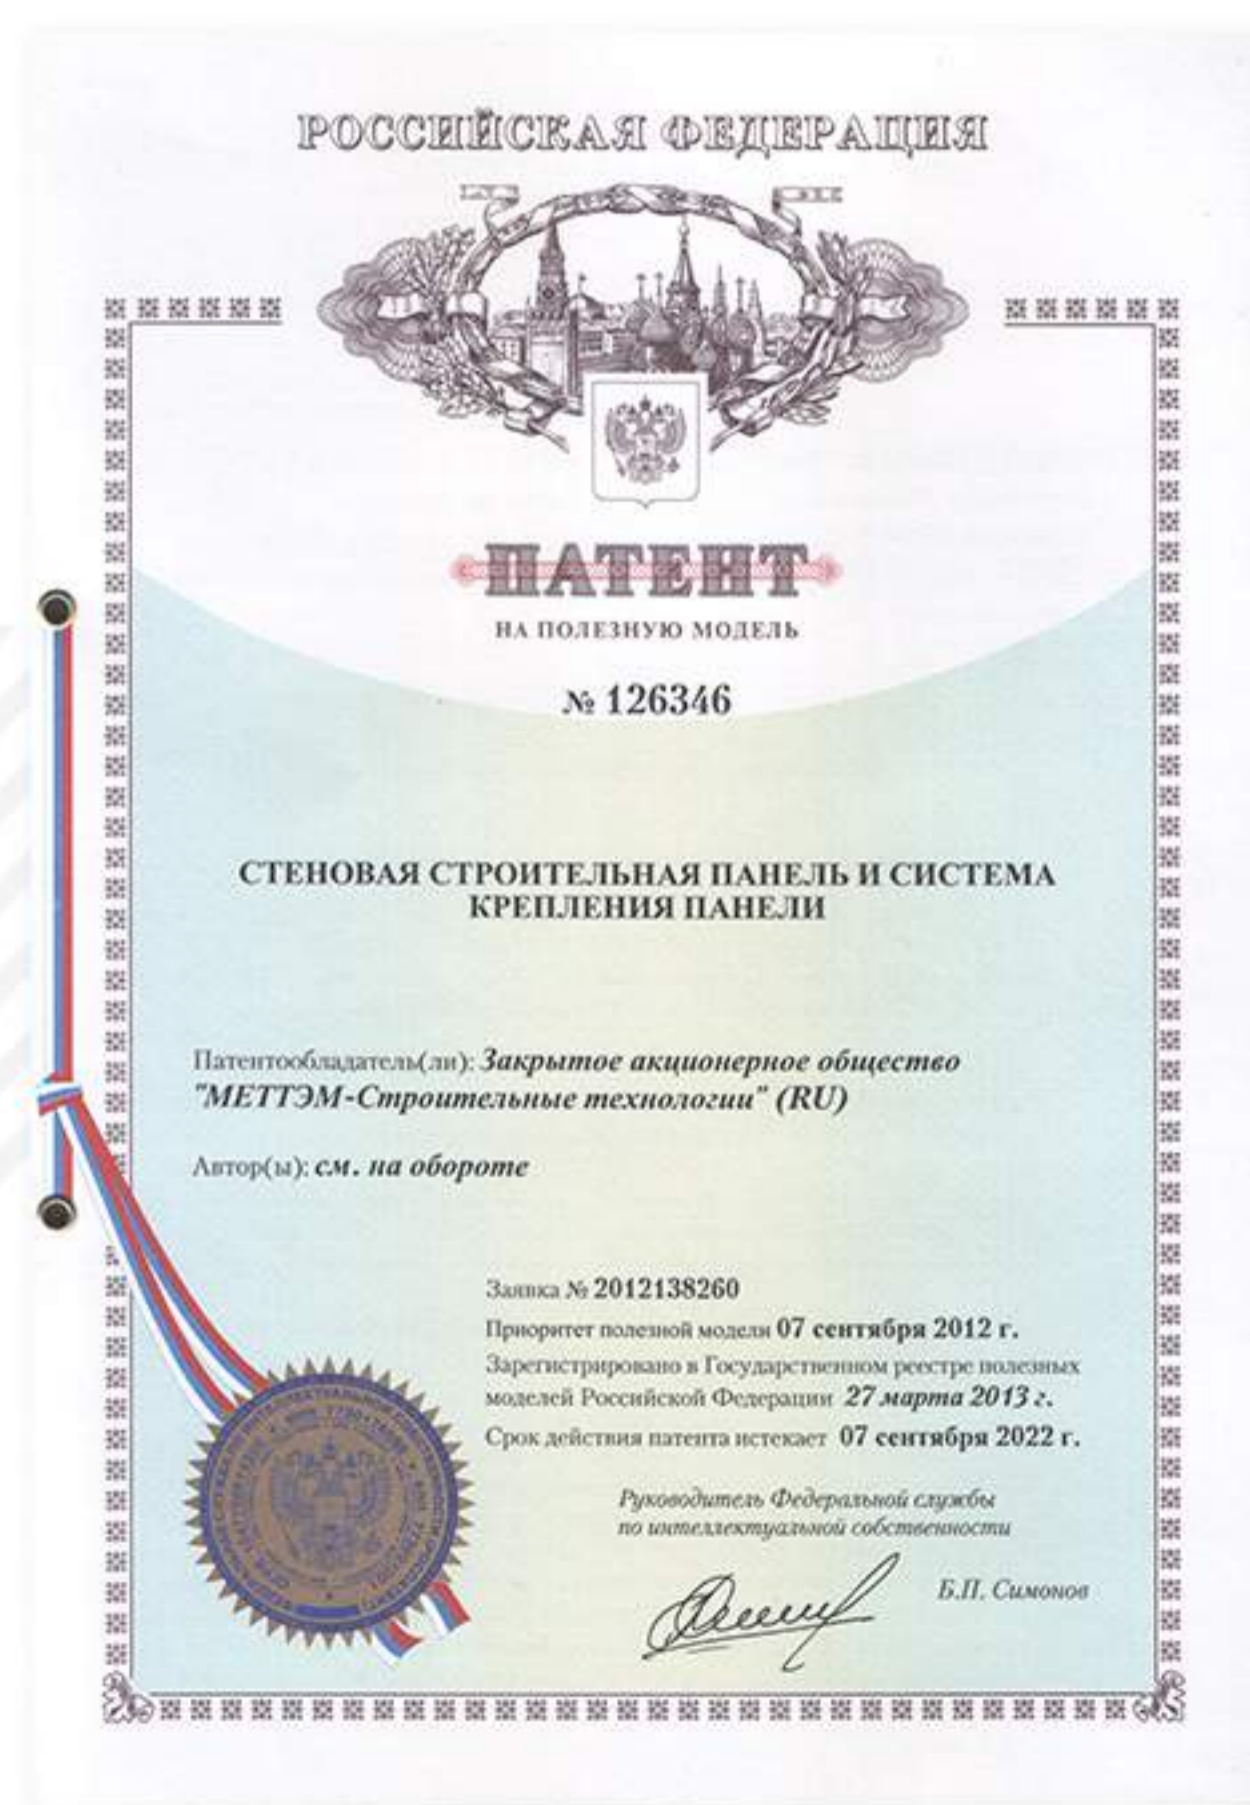 РОССИЙСКАЯ ФЕДЕРАЦИЯ
ПАТЕНТ
НА ПОЛЕЗНУЮ МОДЕЛЬ
№ 126346
СТЕНОВАЯ СТРОИТЕЛЬНАЯ ПАНЕЛЬ И СИСТЕМА
КРЕПЛЕНИЯ ПАНЕЛИ
Патентообладатель(ли): Закрытое акционерное общество
"МЕТТЭМ-Строительные технологии" (RU)
Автор(ы): см. на обороте
Заявка № 2012138260
Приоритет полезной модели 07 сентября 2012 г.
Зарегистрировано в Государственном реестре полезных
моделей Российской Федерации 27 марта 2013 г.
Срок действия патента истекает 07 сентября 2022 г.
Руководитель Федеральной службы
по интеллектуальной собственности
Б.П. Симонов